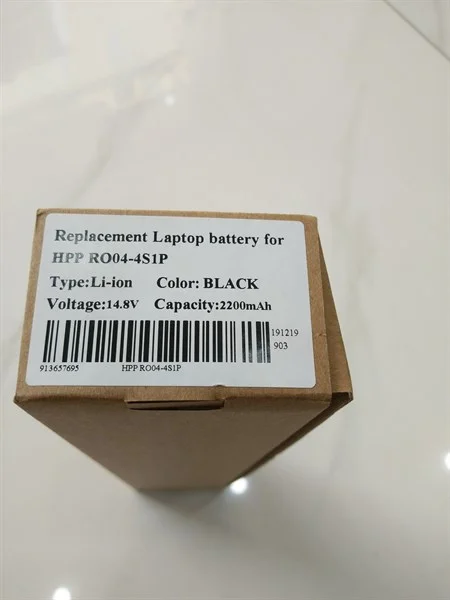 Replacement Laptop battery for
HPP RO04-4S1P
Type:Li-ion Color: BLACK
Voltage:14.8V Capacity:2200mAh
191219
903
913657695 HPP RO04-4S1P